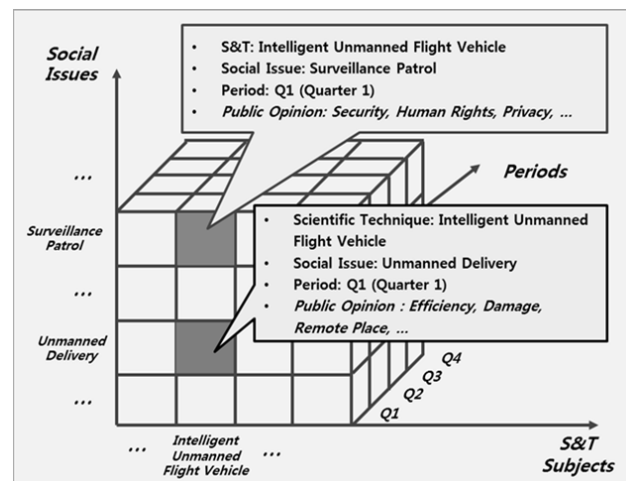 Social
Issues
• S&T: Intelligent Unmanned Flight Vehicle
• Social Issue: Surveillance Patrol
• Period: Q1 (Quarter 1)
• Public Opinion: Security, Human Rights, Privacy, ...
...
Periods
Surveillance
Patrol
• Scientific Technique: Intelligent Unmanned
Flight Vehicle
• Social Issue: Unmanned Delivery
• Period: Q1 (Quarter 1)
• Public Opinion : Efficiency, Damage,
Remote Place, ...
...
Unmanned
Delivery
...
Q4
Q3
Q2
Q1
... Intelligent ...
Unmanned
Flight Vehicle
S&T
Subjects